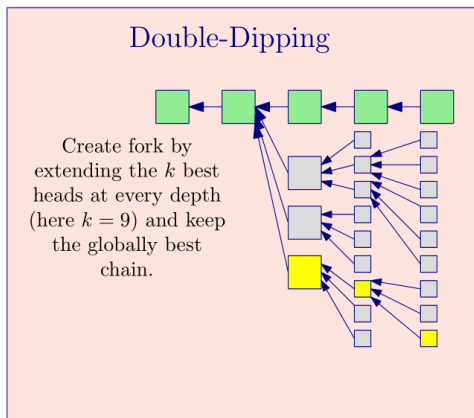 Double-Dipping
Create fork by
extending the k best
heads at every depth
(here k = 9) and keep
the globally best
chain.